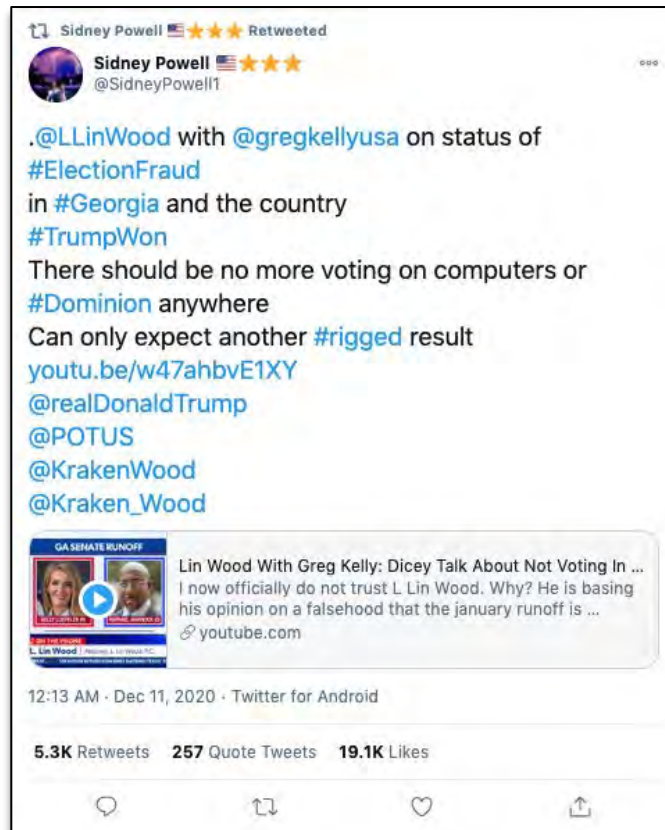 Sidney Powell 🇺🇸⭐⭐⭐ Retweeted
Sidney Powell 🇺🇸⭐⭐⭐
@SidneyPowell1
.@LLinWood with @gregkellyusa on status of
#ElectionFraud
in #Georgia and the country
#TrumpWon
There should be no more voting on computers or
#Dominion anywhere
Can only expect another #rigged result
youtu.be/w47ahbvE1XY
@realDonaldTrump
@POTUS
@KrakenWood
@Kraken_Wood
GA SENATE RUNOFF
ON THE PHONE
L. Lin Wood
Lin Wood With Greg Kelly: Dicey Talk About Not Voting In ...
I now officially do not trust L Lin Wood. Why? He is basing
his opinion on a falsehood that the january runoff is ...
youtube.com
12:13 AM · Dec 11, 2020 · Twitter for Android
5.3K Retweets 257 Quote Tweets 19.1K Likes